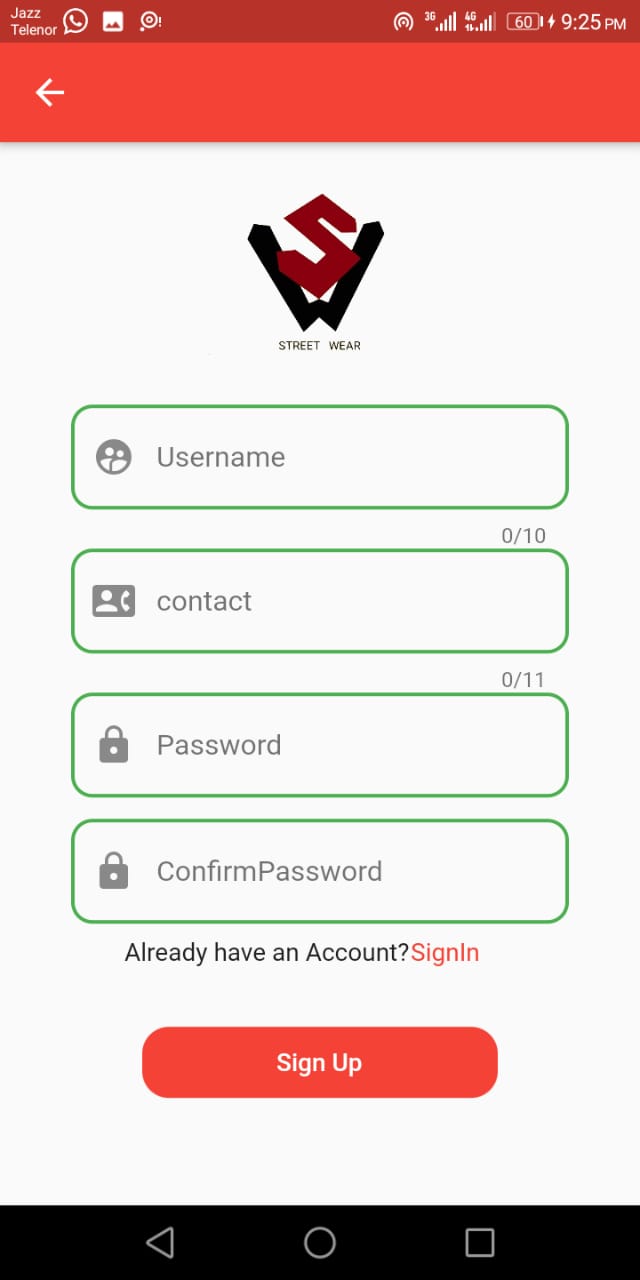 Jazz
Telenor
3G 4G 60 9:25 PM
STREET WEAR
Username
0/10
contact
0/11
Password
ConfirmPassword
Already have an Account?SignIn
Sign Up